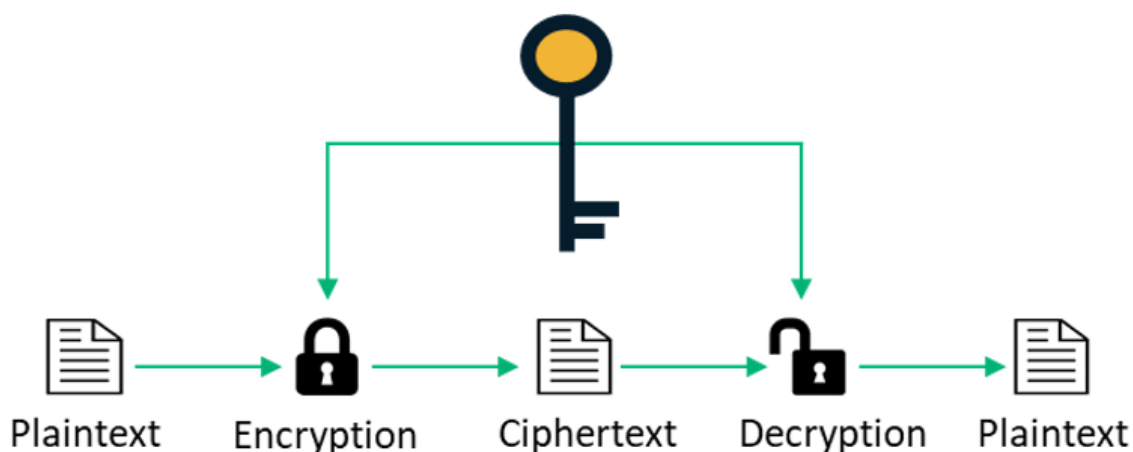 Plaintext
Encryption
Ciphertext
Decryption
Plaintext